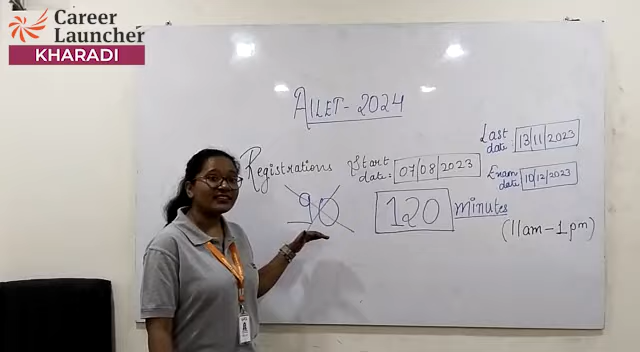 Career
Launcher
KHARADI
AILET-2024
Registrations
Start
date:
07/08/2023
Last
date:
13/11/2023
Exam
date
10/12/2023
90
120
minutes
(11am-1pm)